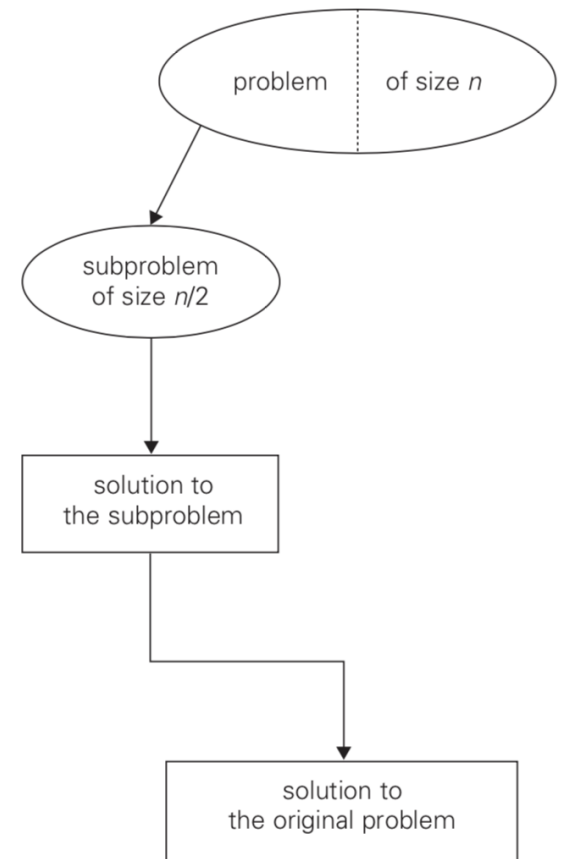 problem of size n
subproblem
of size n/2
solution to
the subproblem
solution to
the original problem